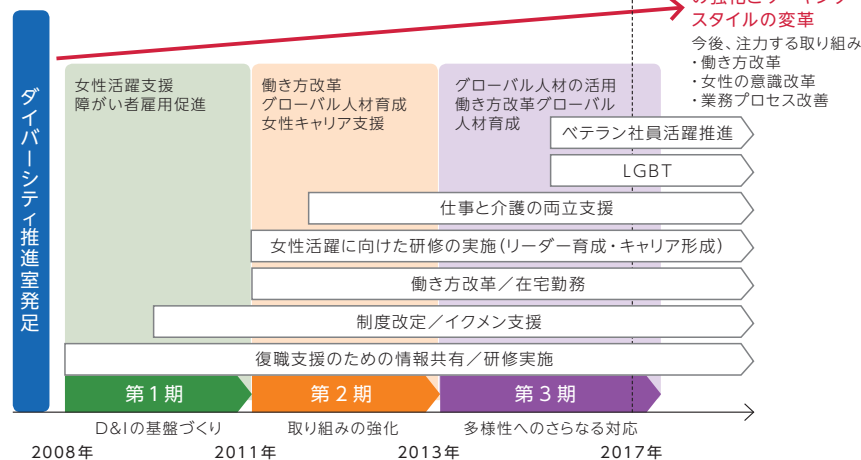 の強化とワーキング
スタイルの変革
今後、注力する取り組み
・働き方改革
・女性の意識改革
・業務プロセス改善
ダイバーシティ推進室発足
女性活躍支援
障がい者雇用促進
働き方改革
グローバル人材育成
女性キャリア支援
グローバル人材の活用
働き方改革グローバル
人材育成
ベテラン社員活躍推進
LGBT
仕事と介護の両立支援
女性活躍に向けた研修の実施(リーダー育成・キャリア形成)
働き方改革／在宅勤務
制度改定／イクメン支援
復職支援のための情報共有／研修実施
第1期
第2期
第3期
D&Iの基盤づくり
取り組みの強化
多様性へのさらなる対応
2008年
2011年
2013年
2017年